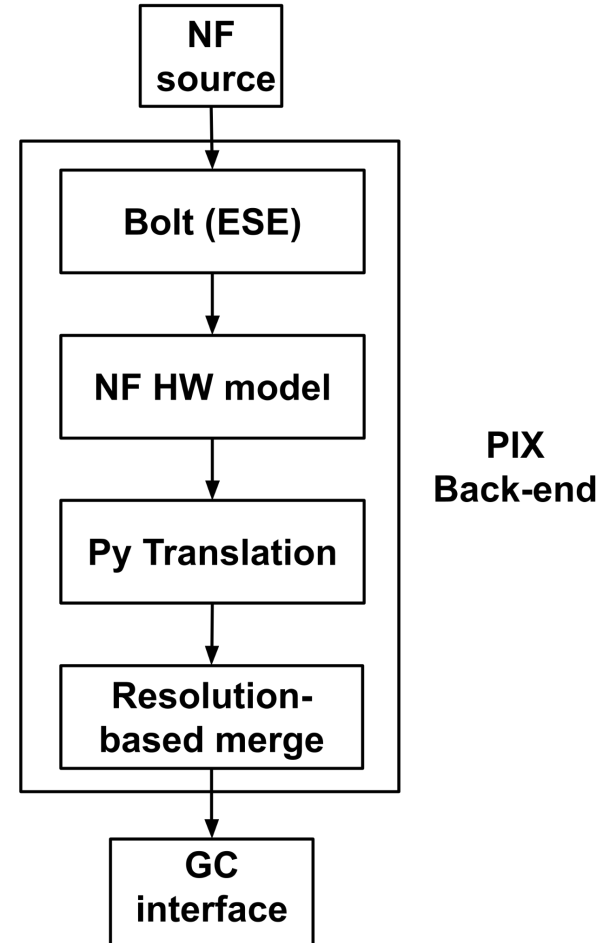 NF
source
Bolt (ESE)
NF HW model
PIX
Back-end
Py Translation
Resolution-
based merge
GC
interface